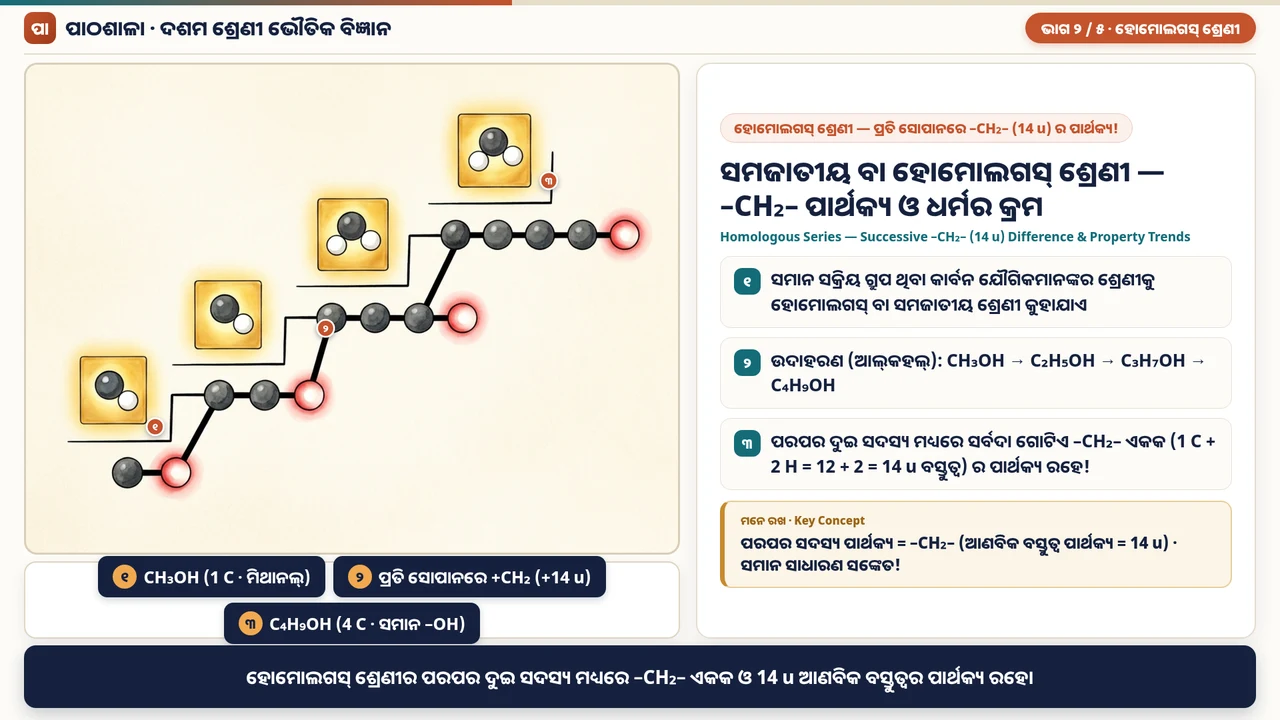 ପା ପାଠଶାଳା · ଦଶମ ଶ୍ରେଣୀ ଭୌତିକ ବିଜ୍ଞାନ
ଭାଗ ୨ / ୫ · ହୋମୋଲଗସ୍ ଶ୍ରେଣୀ
୩
୨
୧
୧ CH₃OH (1 C · ମିଥାନଲ୍)
୨ ପ୍ରତି ସୋପାନରେ +CH₂ (+14 u)
୩ C₄H₉OH (4 C · ସମାନ –OH)
ହୋମୋଲଗସ୍ ଶ୍ରେଣୀ — ପ୍ରତି ସୋପାନରେ –CH₂– (14 u) ର ପାର୍ଥକ୍ୟ!
ସମଜାତୀୟ ବା ହୋମୋଲଗସ୍ ଶ୍ରେଣୀ —
–CH₂– ପାର୍ଥକ୍ୟ ଓ ଧର୍ମର କ୍ରମ
Homologous Series — Successive –CH₂– (14 u) Difference & Property Trends
୧ ସମାନ ସକ୍ରିୟ ଗ୍ରୁପ ଥିବା କାର୍ବନ ଯୌଗିକମାନଙ୍କର ଶ୍ରେଣୀକୁ
ହୋମୋଲଗସ୍ ବା ସମଜାତୀୟ ଶ୍ରେଣୀ କୁହାଯାଏ
୨ ଉଦାହରଣ (ଆଲ୍‌କହଲ୍): CH₃OH → C₂H₅OH → C₃H₇OH →
C₄H₉OH
୩ ପରପର ଦୁଇ ସଦସ୍ୟ ମଧ୍ୟରେ ସର୍ବଦା ଗୋଟିଏ –CH₂– ଏକକ (1 C +
2 H = 12 + 2 = 14 u ବସ୍ତୁତ୍ୱ) ର ପାର୍ଥକ୍ୟ ରହେ!
ମନେ ରଖ · Key Concept
ପରପର ସଦସ୍ୟ ପାର୍ଥକ୍ୟ = –CH₂– (ଆଣବିକ ବସ୍ତୁତ୍ୱ ପାର୍ଥକ୍ୟ = 14 u) ·
ସମାନ ସାଧାରଣ ସଙ୍କେତ!
ହୋମୋଲଗସ୍ ଶ୍ରେଣୀର ପରପର ଦୁଇ ସଦସ୍ୟ ମଧ୍ୟରେ –CH₂– ଏକକ ଓ 14 u ଆଣବିକ ବସ୍ତୁତ୍ୱର ପାର୍ଥକ୍ୟ ରହେ।